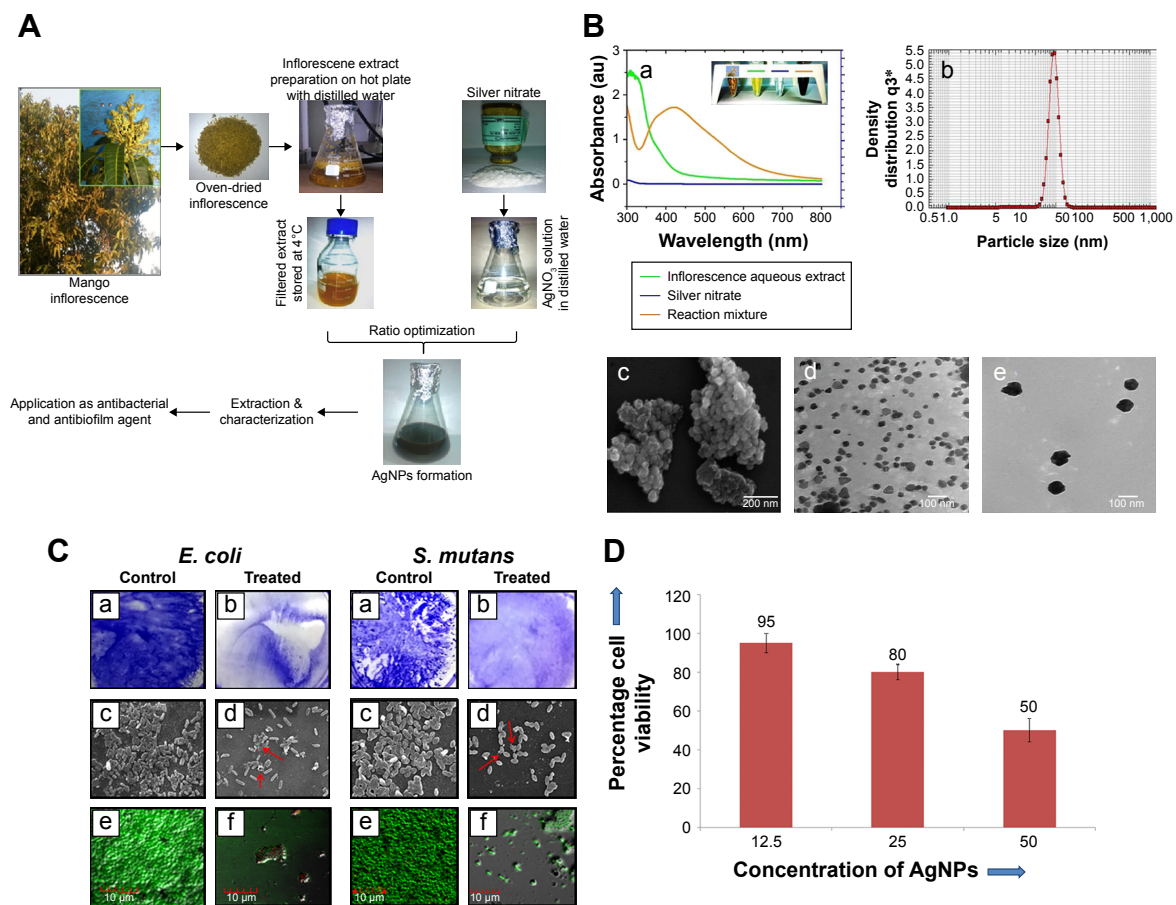 A
Inflorescene extract
preparation on hot plate
with distilled water
Silver nitrate
Oven-dried
inflorescence
Mango
inflorescence
Filtered extract
stored at 4°C
AgNO₃ solution
in distilled water
Ratio optimization
Application as antibacterial
and antibiofilm agent
Extraction &
characterization
AgNPs formation
B
a
Absorbance (au)
3
2
1
0
300
400
500
600
700
800
Wavelength (nm)
Inflorescence aqueous extract
Silver nitrate
Reaction mixture
b
Density
distribution q3*
5.5
5.0
4.5
4.0
3.5
3.0
2.5
2.0
1.5
1.0
0.5
0.0
0.5 1.0
5
10
50
100
500
1,000
Particle size (nm)
c
200 nm
d
100 nm
e
100 nm
C
E. coli
S. mutans
Control
Treated
Control
Treated
a
b
a
b
c
d
c
d
e
f
e
f
10 µm
10 µm
10 µm
10 µm
D
Percentage cell
viability
120
100
80
60
40
20
0
95
80
50
12.5
25
50
Concentration of AgNPs